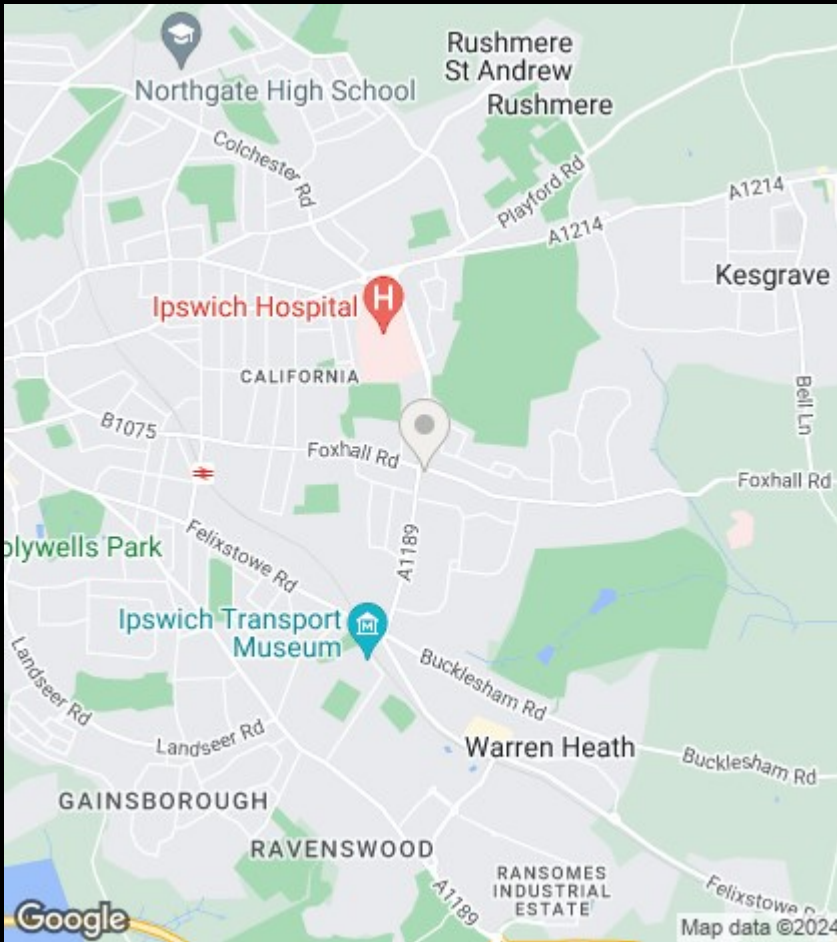 Rushmere
St Andrew
Rushmere
Northgate High School
Colchester Rd
Playford Rd
A1214
A1214
Kesgrave
Ipswich Hospital
H
CALIFORNIA
Bell Ln
B1075
Foxhall Rd
Foxhall Rd
olywells Park
Felixstowe Rd
A1189
Ipswich Transport
Museum
M
Bucklesham Rd
Landseer Rd
Landseer Rd
Warren Heath
Bucklesham Rd
GAINSBOROUGH
RAVENSWOOD
RANSOMES
INDUSTRIAL
ESTATE
A1189
Felixstowe R
Google
Map data ©2024